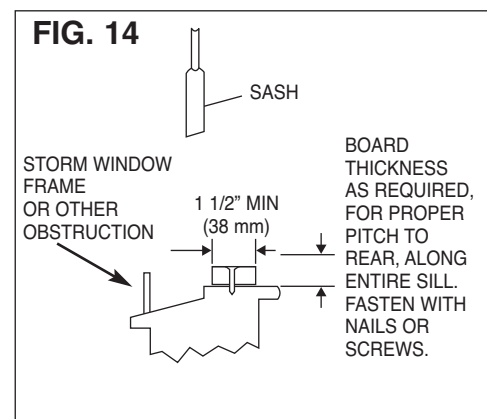 FIG. 14
SASH
STORM WINDOW
FRAME
OR OTHER
OBSTRUCTION
1 1/2” MIN
(38 mm)
BOARD
THICKNESS
AS REQUIRED,
FOR PROPER
PITCH TO
REAR, ALONG
ENTIRE SILL.
FASTEN WITH
NAILS OR
SCREWS.